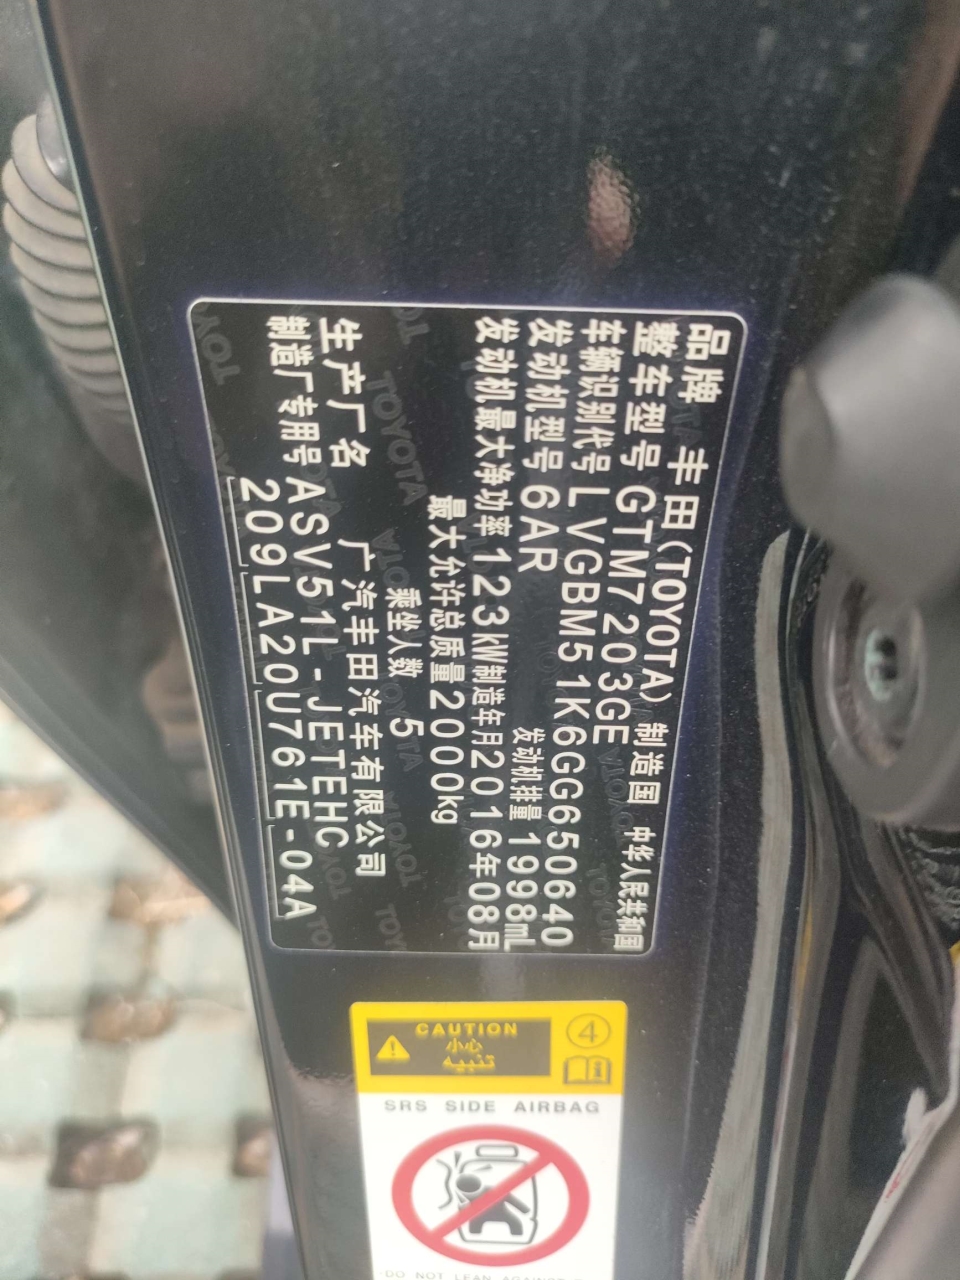 品牌 丰田(TOYOTA) 制造国 中华人民共和国
整车型号 GTM7203GE
车辆识别代号 LVGBM51K6GG650640
发动机型号 6AR 发动机排量 1998mL
发动机最大净功率 123kW 制造年月 2016年08月
最大允许总质量 2000kg
乘坐人数 5
生产厂名 广汽丰田汽车有限公司
制造厂专用号 ASV51L-JETEHC
209LA20U761E-04A
CAUTION
小心
تنبيه
4
SRS SIDE AIRBAG
DO NOT LEAN AGAINST